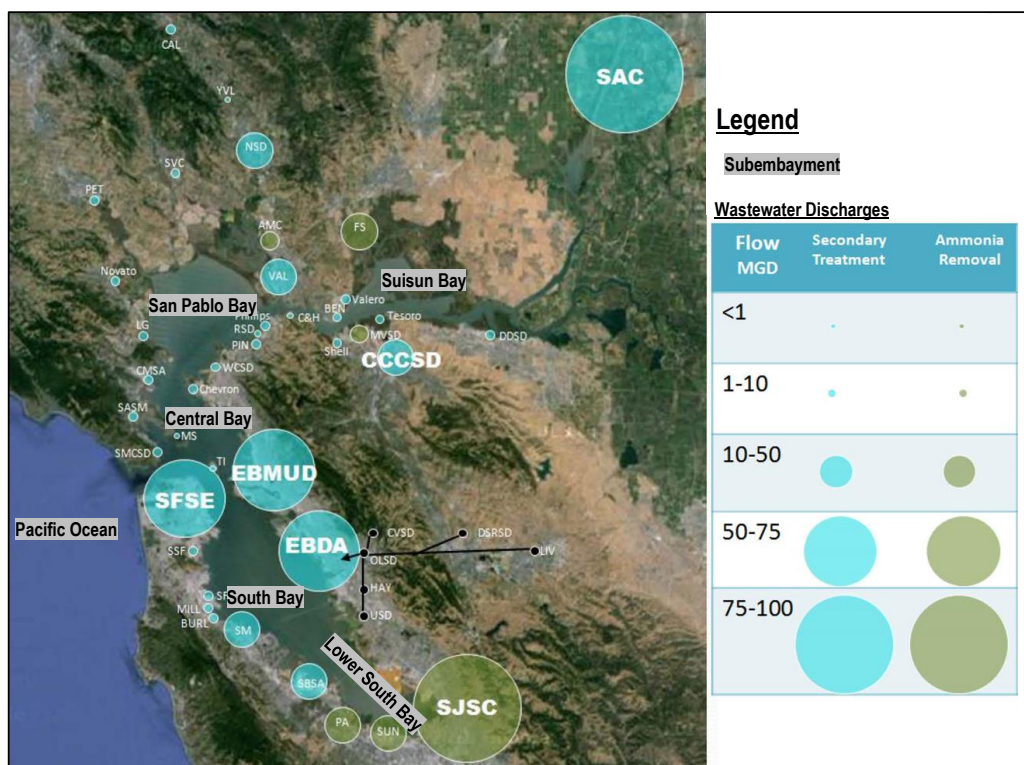 CAL
SAC
YVL
NSD
SVC
PET
AMC
FS
Novato
VAL
Suisun Bay
San Pablo Bay
Valero
BEN
C&H
Tesoro
Phillips
RSD
LG
MVSD
DDSD
PIN
Shell
CCCSD
CMSA
WCSD
Chevron
SASM
Central Bay
MS
SMCSD
TI
EBMUD
SFSE
Pacific Ocean
CVSD
DSRSD
EBDA
SSF
OLSD
LIV
HAY
SF
South Bay
MILL
BURL
USD
SM
Lower South Bay
SBSA
SJSC
PA
SUN
Legend
Subembayment
Wastewater Discharges
Flow MGD
Secondary Treatment
Ammonia Removal
<1
1-10
10-50
50-75
75-100